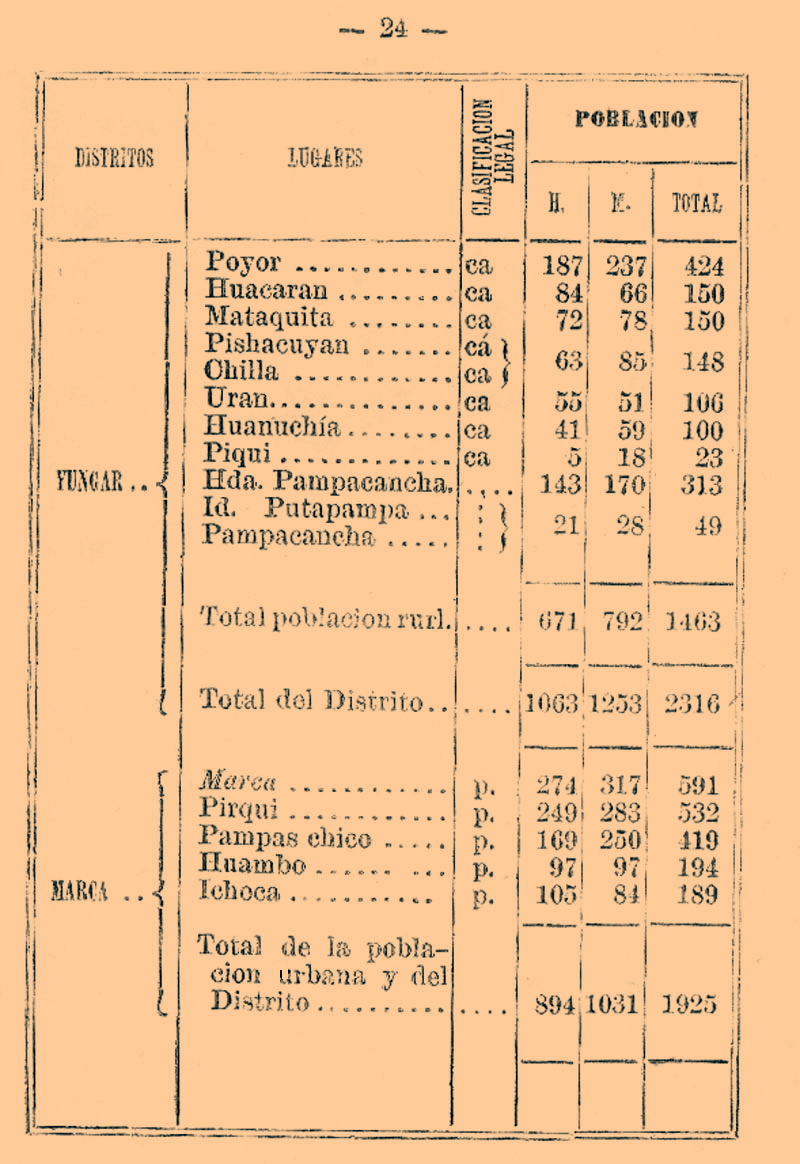 — 24 —
DISTRITOS LUGARES CLASIFICACION LEGAL POBLACION
H. M. TOTAL
Poyor ............ ca 187 237 424
Huacaran ......... ca 84 66 150
Mataquita ........ ca 72 78 150
Pishacuyan ....... cá } 63 85 148
Chilla ............ ca }
Uran.............. ca 55 51 106
Huanuchía........ ca 41 59 100
Piqui ............. ca 5 18 23
YUNGAR .. { Hda. Pampacancha. .... 143 170 313
Id. Putapampa ... : } 21 28 49
Pampacancha ..... : }
Total poblacion rurl. .... 671 792 1463
Total del Distrito.. .... 1063 1253 2316
Marca ............ p. 274 317 591
Pirqui ............ p. 249 283 532
Pampas chico ..... p. 169 250 419
Huambo ...... ... p. 97 97 194
MARCA .. { Ichoca ........... p. 105 84 189
Total de la pobla-
cion urbana y del
Distrito .......... .... 894 1031 1925